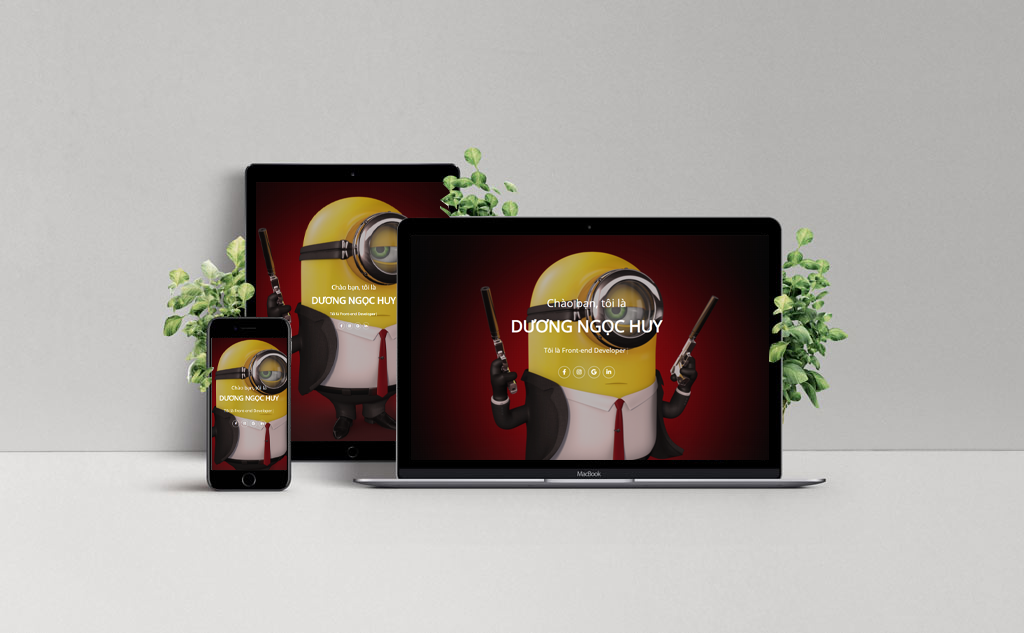 Chào bạn, tôi là
DƯƠNG NGỌC HUY
Tôi là Front-end Developer
Chào bạn, tôi là
DƯƠNG NGỌC HUY
Tôi là Front-end Developer
MacBook
Chào bạn, tôi là
DƯƠNG NGỌC HUY
Tôi là Front-end Developer